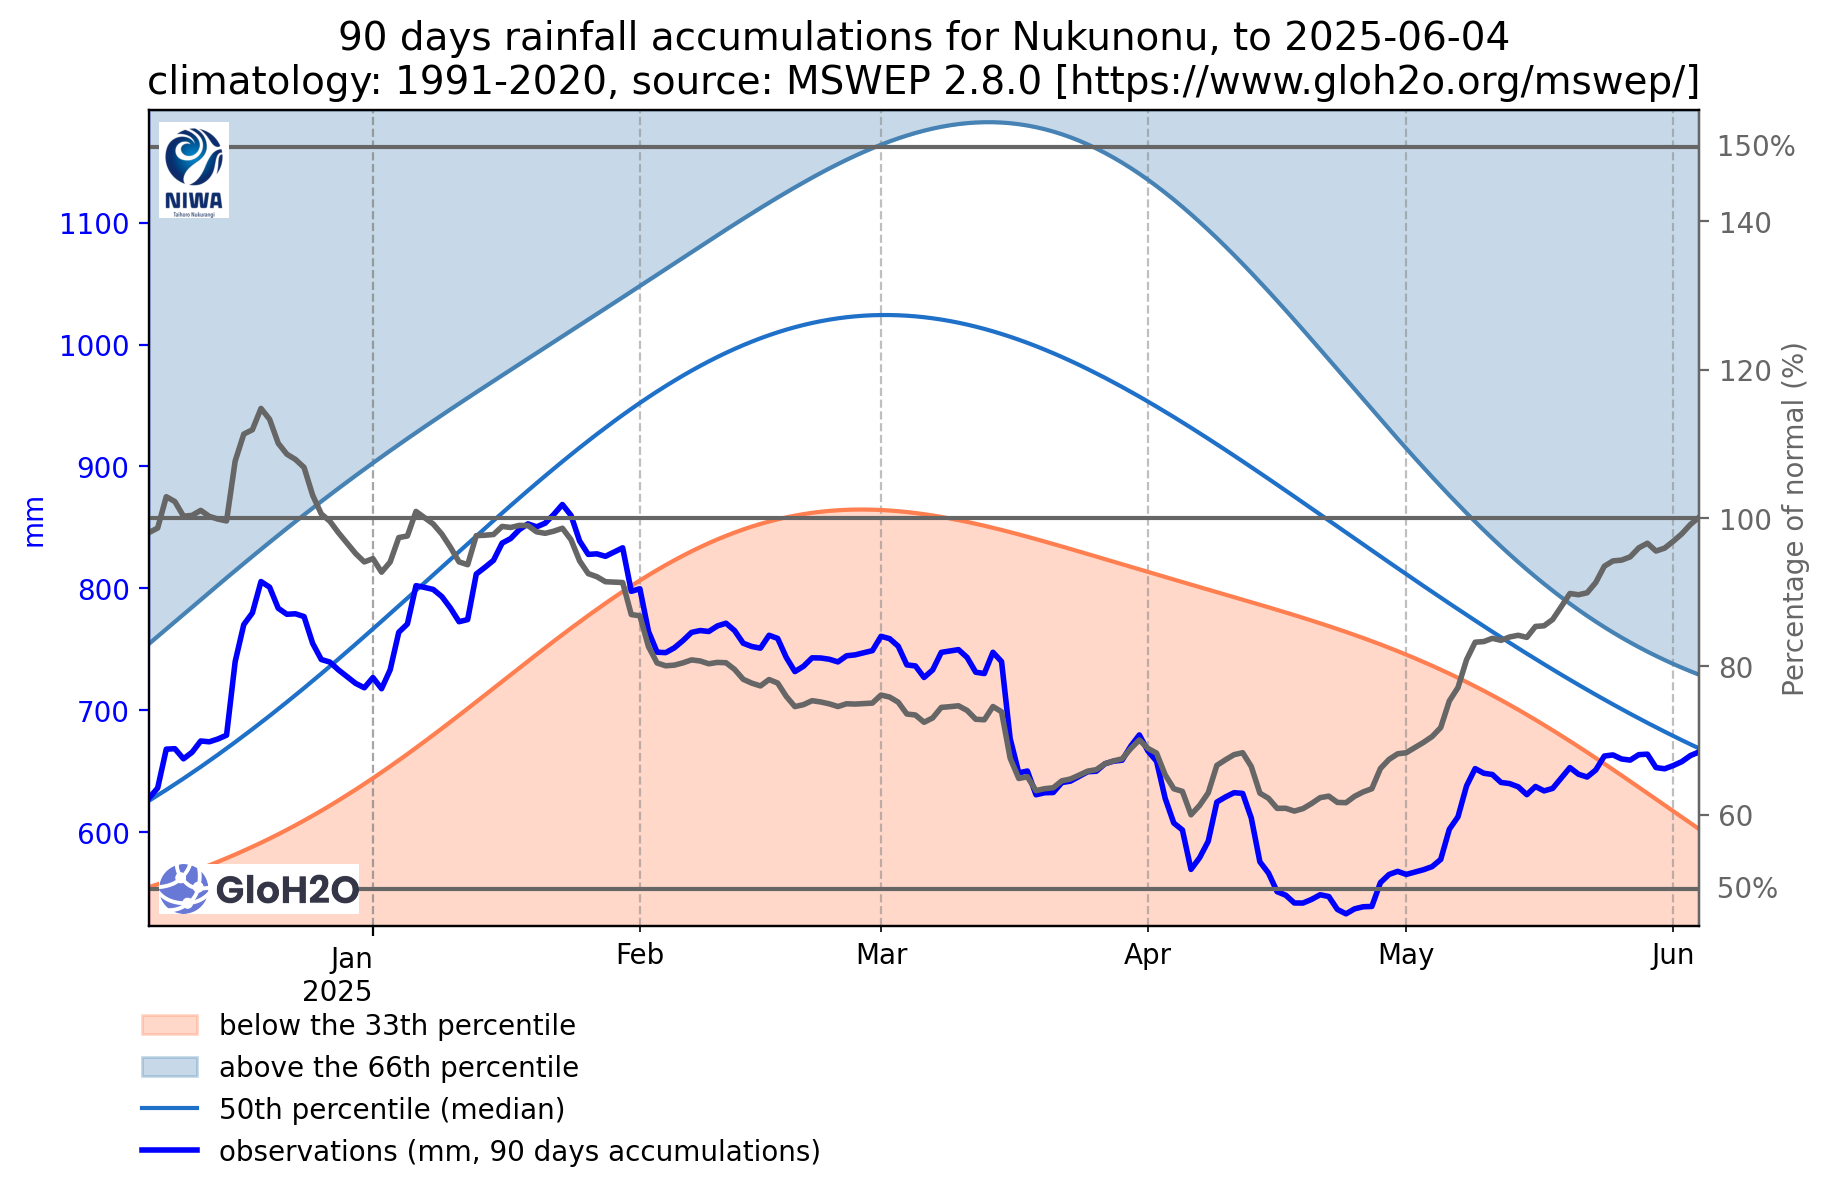 90 days rainfall accumulations for Nukunonu, to 2025-06-04
climatology: 1991-2020, source: MSWEP 2.8.0 [https://www.gloh2o.org/mswep/]
NIWA
Taihoro Nukurangi
150%
1100
140
1000
120
900
mm
100
Percentage of normal (%)
800
80
700
60
600
GloH2O
50%
Jan
2025
Feb
Mar
Apr
May
Jun
below the 33th percentile
above the 66th percentile
50th percentile (median)
observations (mm, 90 days accumulations)